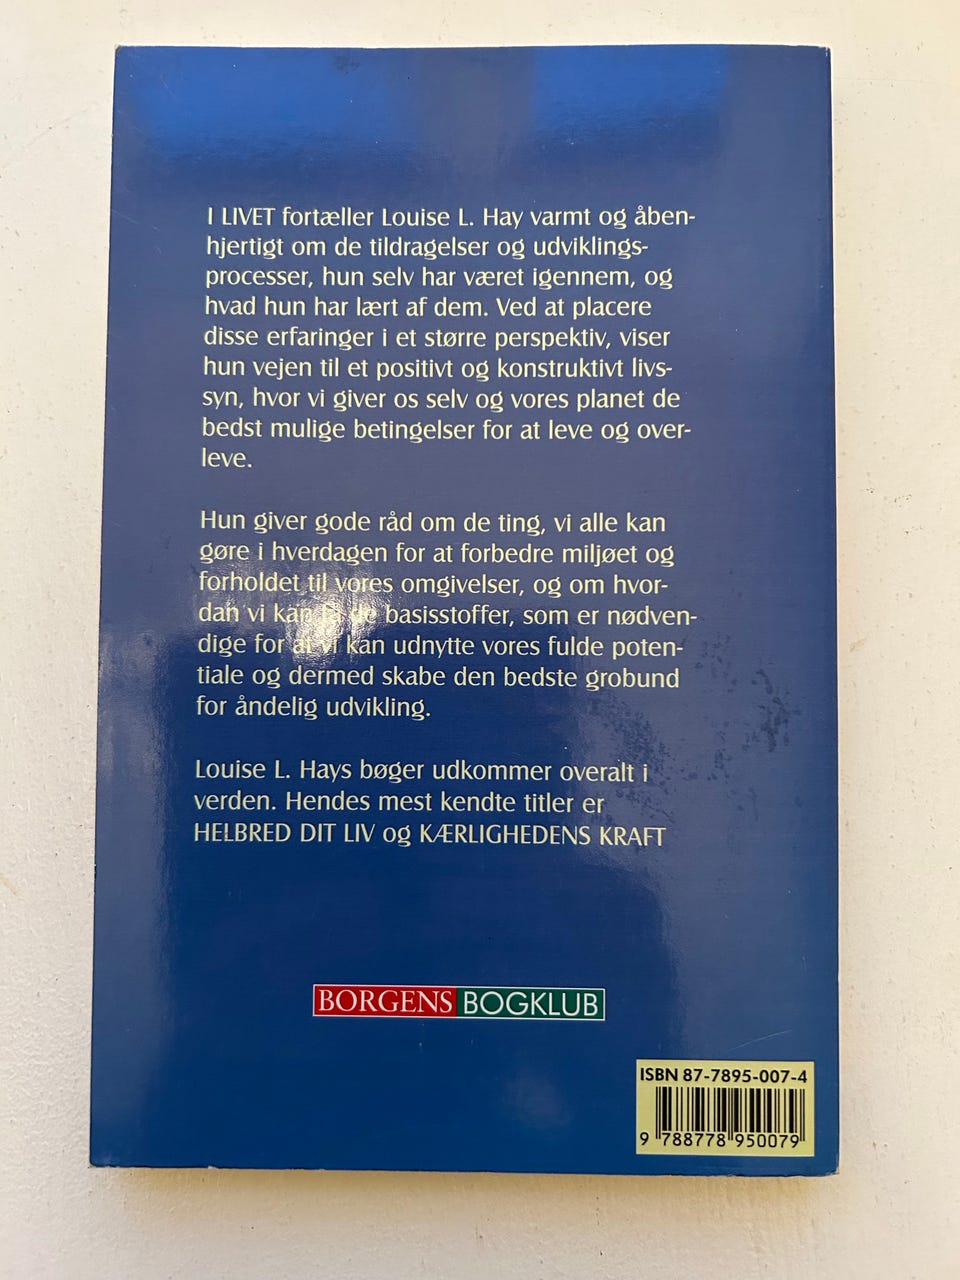 I LIVET fortæller Louise L. Hay varmt og åben-
hjertigt om de tildragelser og udviklings-
processer, hun selv har været igennem, og
hvad hun har lært af dem. Ved at placere
disse erfaringer i et større perspektiv, viser
hun vejen til et positivt og konstruktivt livs-
syn, hvor vi giver os selv og vores planet de
bedst mulige betingelser for at leve og over-
leve.
Hun giver gode råd om de ting, vi alle kan
gøre i hverdagen for at forbedre miljøet og
forholdet til vores omgivelser, og om hvor-
dan vi kan få de basisstoffer, som er nødven-
dige for at vi kan udnytte vores fulde poten-
tiale og dermed skabe den bedste grobund
for åndelig udvikling.
Louise L. Hays bøger udkommer overalt i
verden. Hendes mest kendte titler er
HELBRED DIT LIV og KÆRLIGHEDENS KRAFT
BORGENS BOGKLUB
ISBN 87-7895-007-4
9 788778 950079